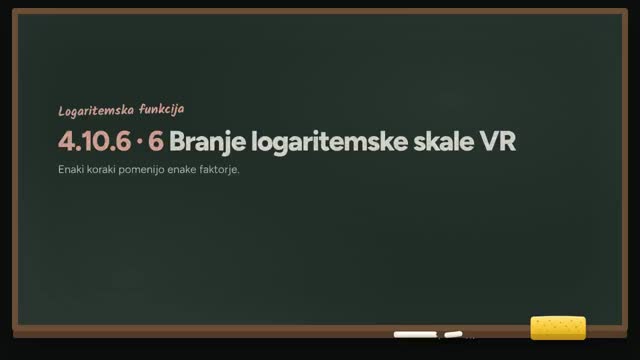 Logaritemska funkcija
4.10.6 · 6 Branje logaritemske skale VR
Enaki koraki pomenijo enake faktorje.